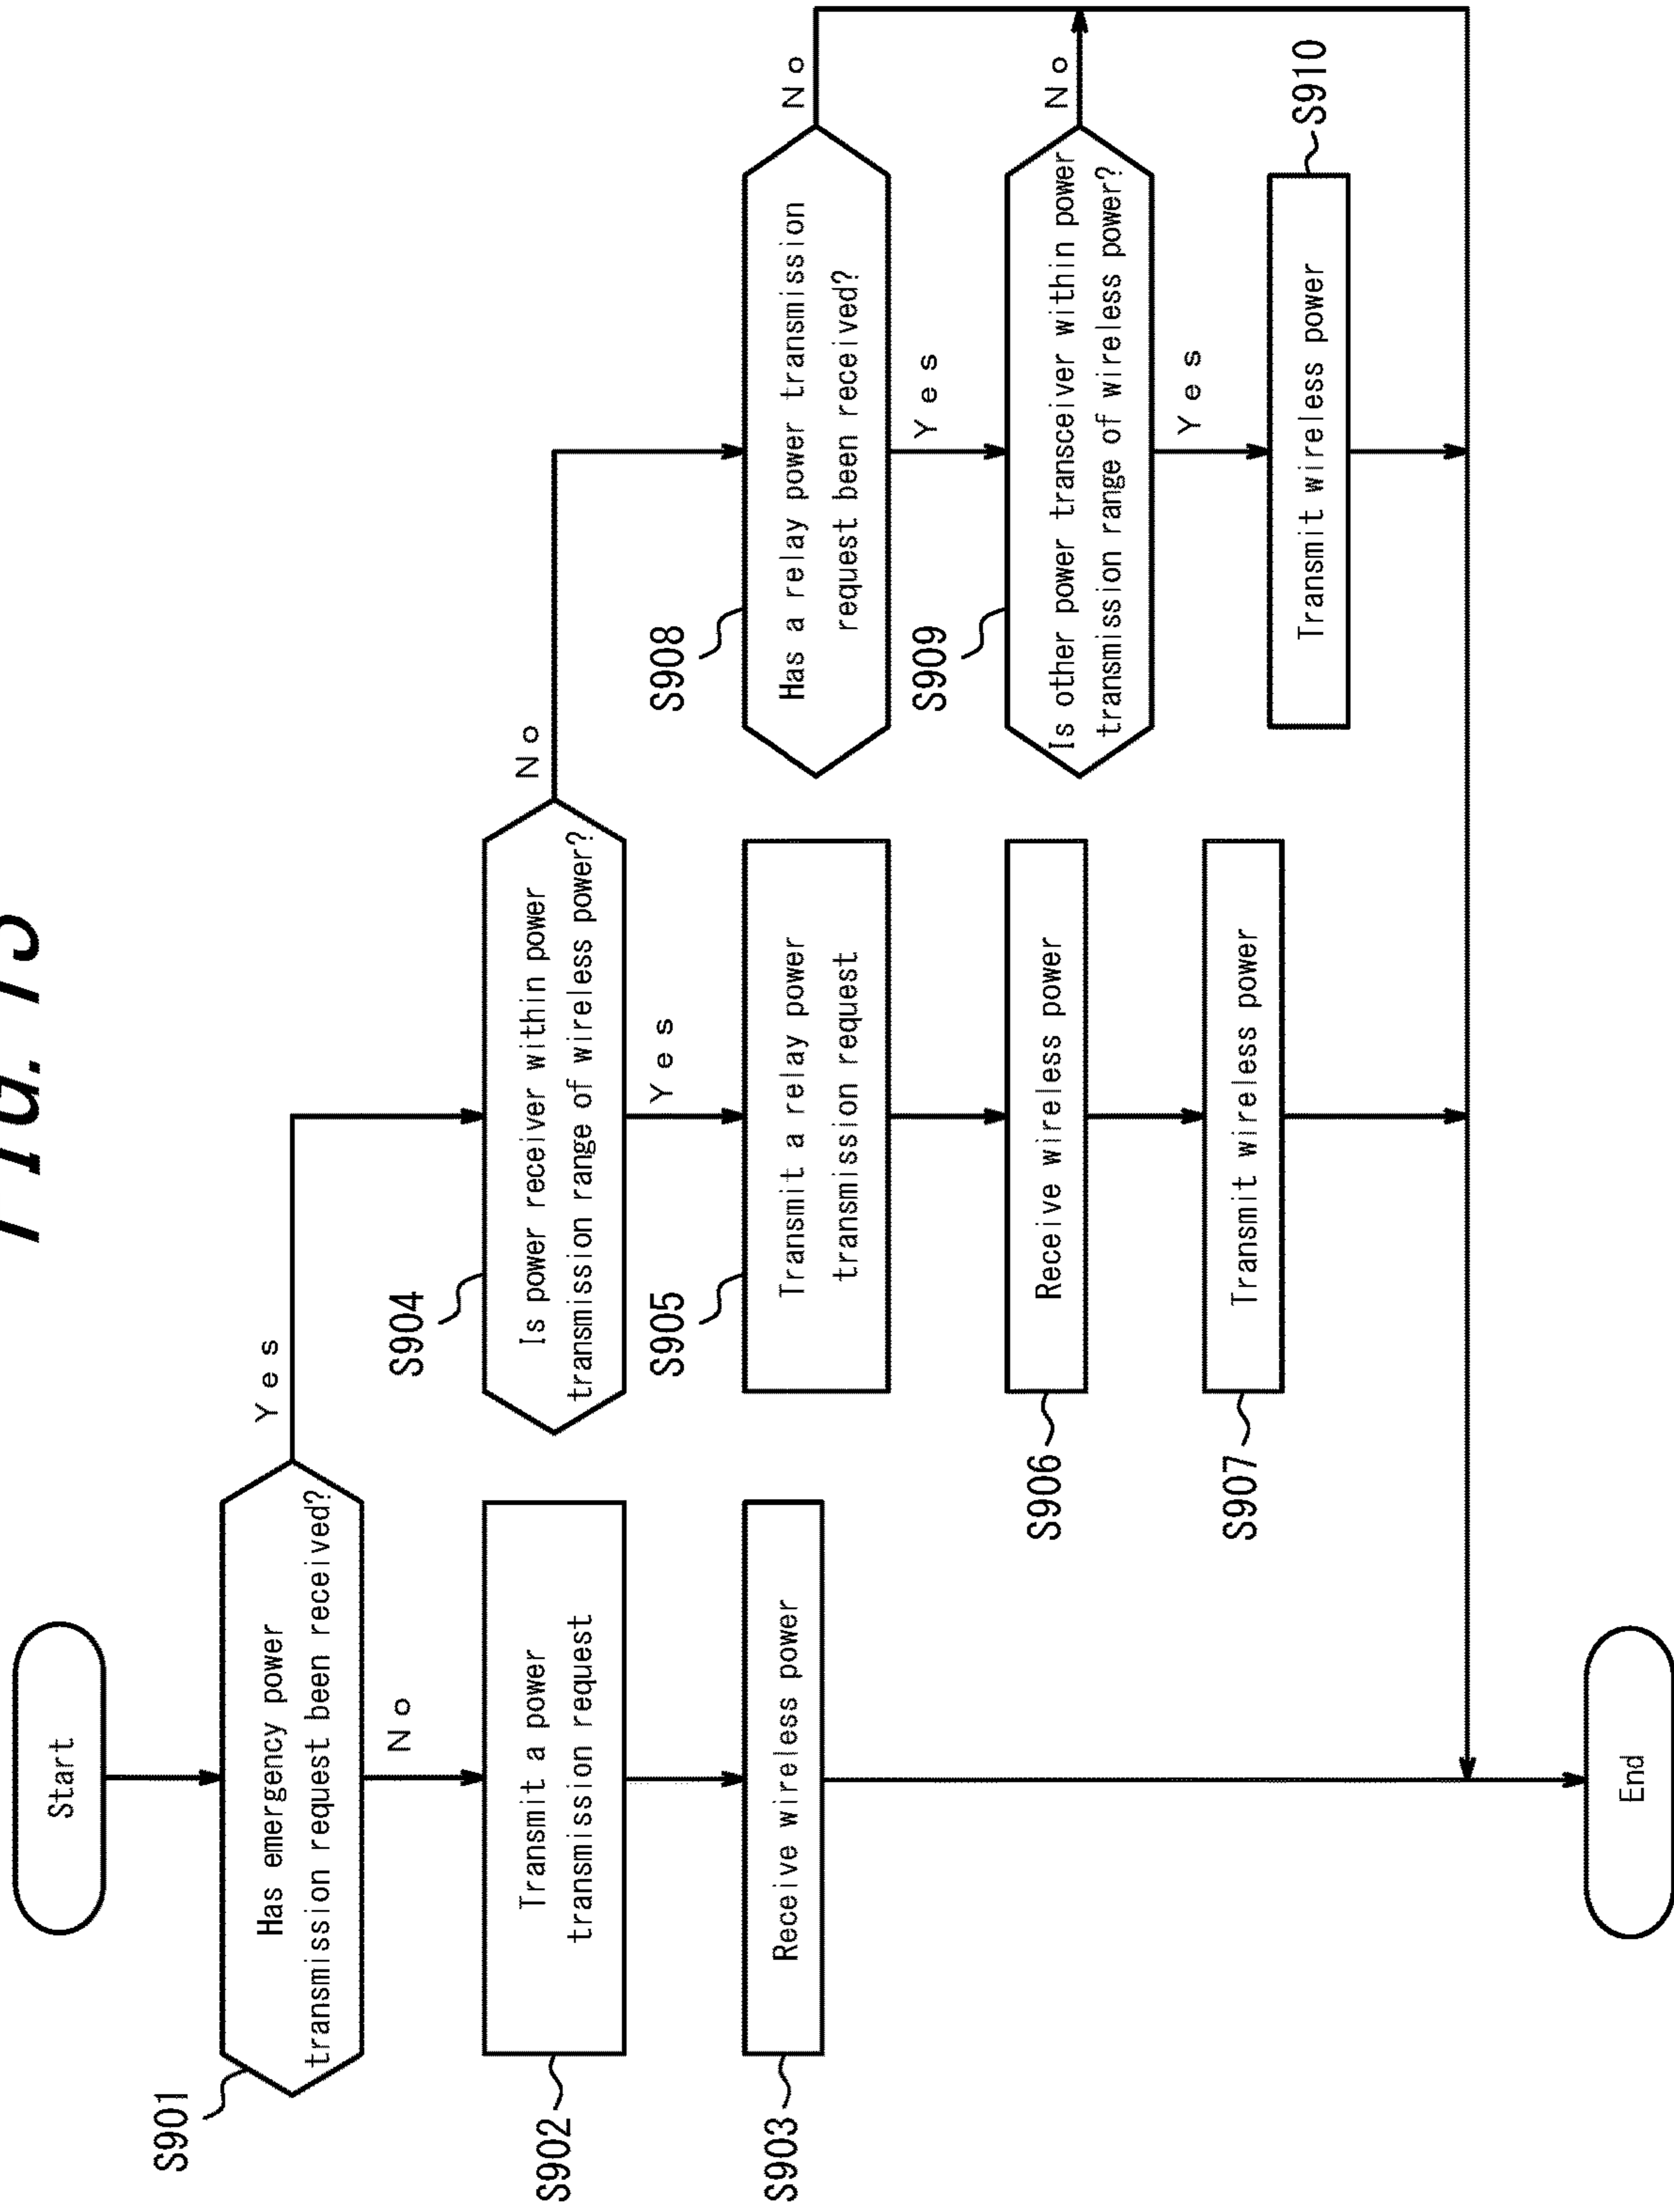 Start
S901
Has emergency power
transmission request been received?
Yes
No
S902
Transmit a power
transmission request
S903
Receive wireless power
S904
Is power receiver within power
transmission range of wireless power?
No
Yes
S905
Transmit a relay power
transmission request
S906
Receive wireless power
S907
Transmit wireless power
S908
Has a relay power transmission
request been received?
No
Yes
S909
Is other power transceiver within power
transmission range of wireless power?
No
Yes
S910
Transmit wireless power
End